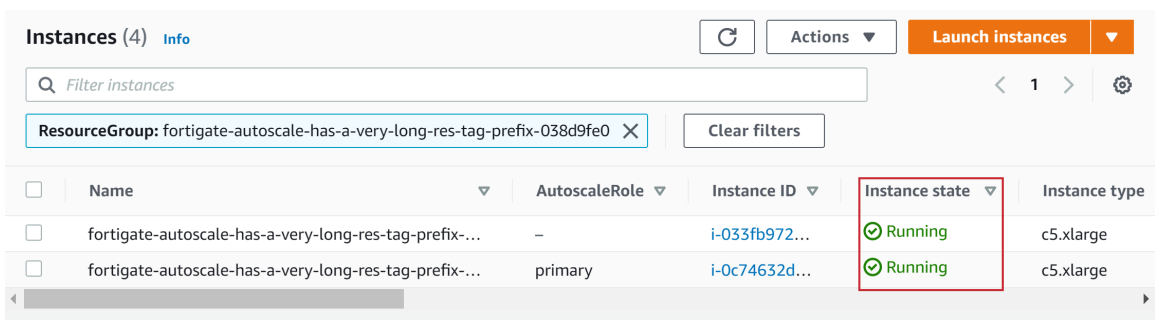 Instances (4) Info Actions Launch instances
Filter instances 1
ResourceGroup: fortigate-autoscale-has-a-very-long-res-tag-prefix-038d9fe0 Clear filters
Name AutoscaleRole Instance ID Instance state Instance type
fortigate-autoscale-has-a-very-long-res-tag-prefix-... – i-033fb972... Running c5.xlarge
fortigate-autoscale-has-a-very-long-res-tag-prefix-... primary i-0c74632d... Running c5.xlarge